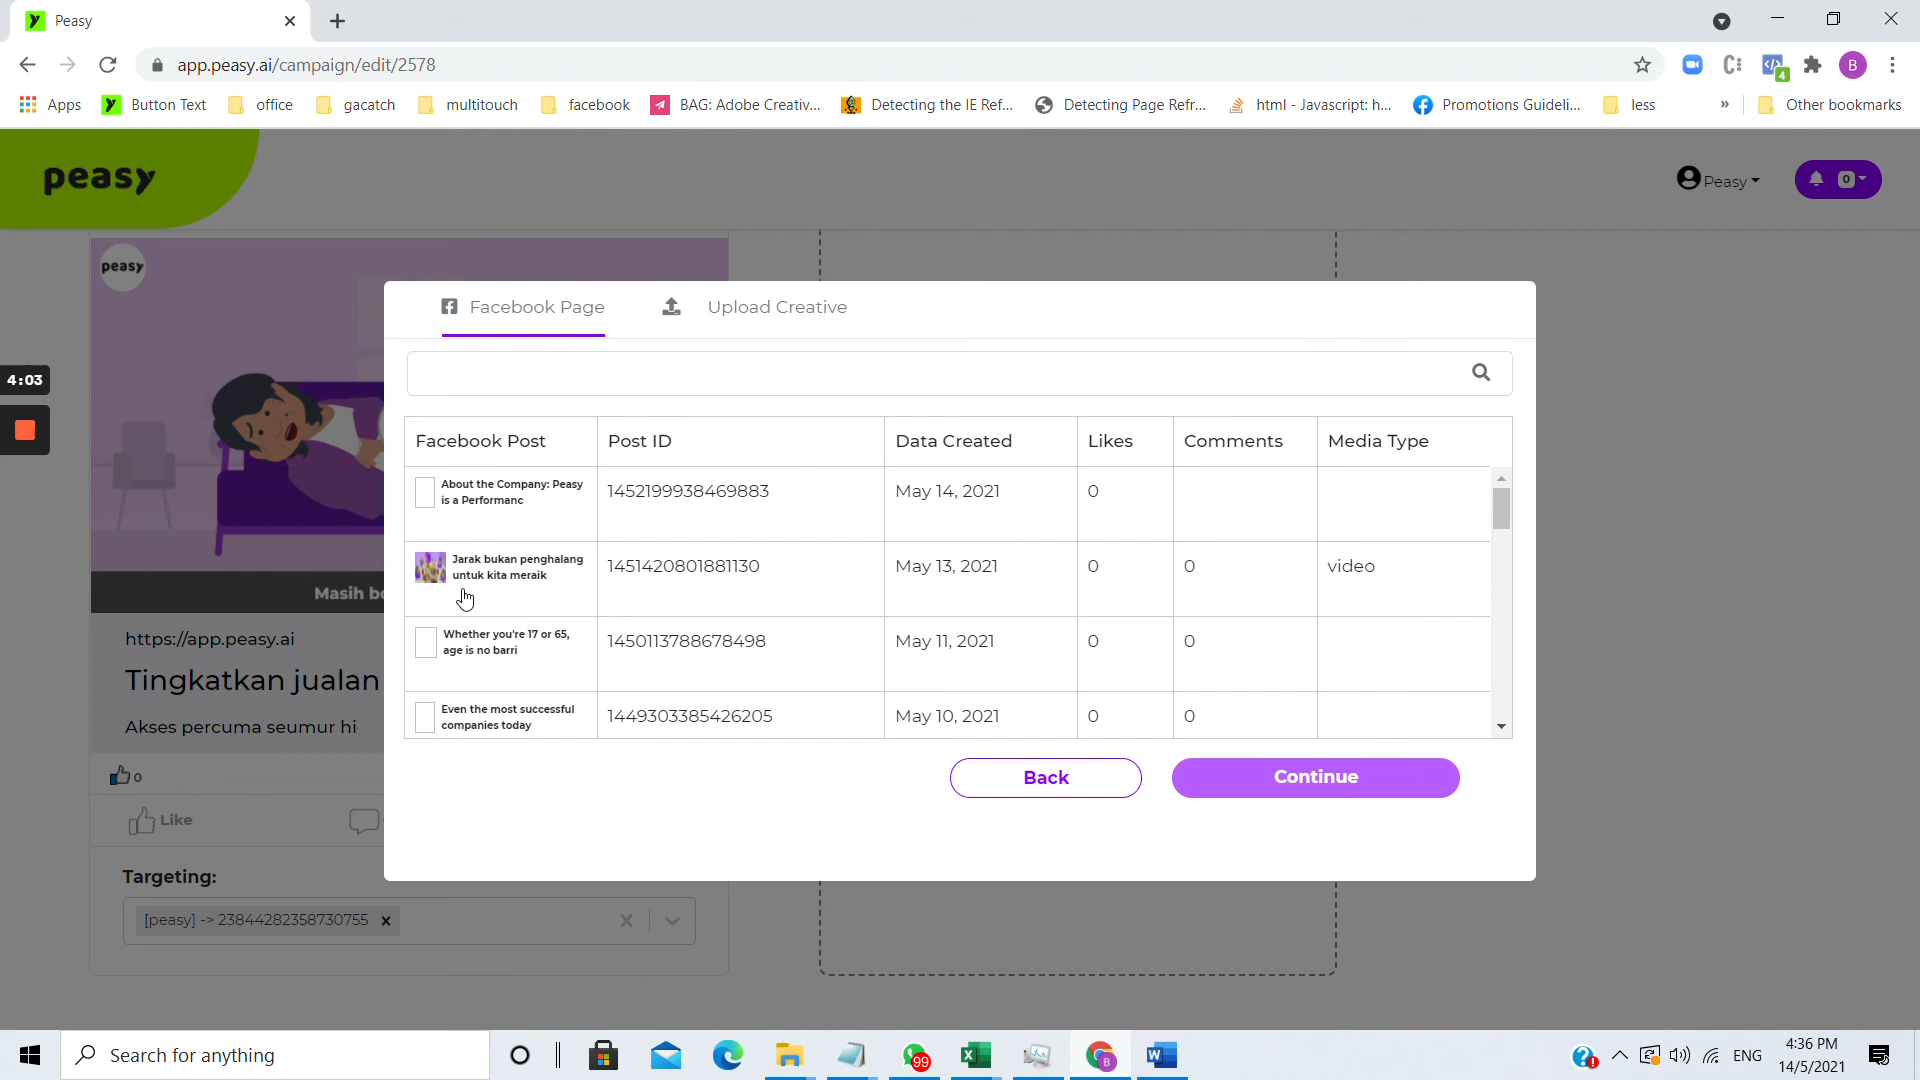 Peasy
app.peasy.ai/campaign/edit/2578
B
4
Apps
Button Text
office
gacatch
multitouch
facebook
BAG: Adobe Creativ...
Detecting the IE Ref...
Detecting Page Refr...
html - Javascript: h...
Promotions Guideli...
less
»
Other bookmarks
peasy
Peasy
0
peasy
4:03
Facebook Page
Upload Creative
Facebook Post
Post ID
Data Created
Likes
Comments
Media Type
About the Company: Peasy
is a Performanc
1452199938469883
May 14, 2021
0
Jarak bukan penghalang
untuk kita meraik
1451420801881130
May 13, 2021
0
0
video
Whether you're 17 or 65,
age is no barri
1450113788678498
May 11, 2021
0
0
Even the most successful
companies today
1449303385426205
May 10, 2021
0
0
Back
Continue
Masih be
https://app.peasy.ai
Tingkatkan jualan
Akses percuma seumur hi
0
Like
Targeting:
[peasy] -> 23844282358730755
Search for anything
99
B
ENG
4:36 PM
14/5/2021